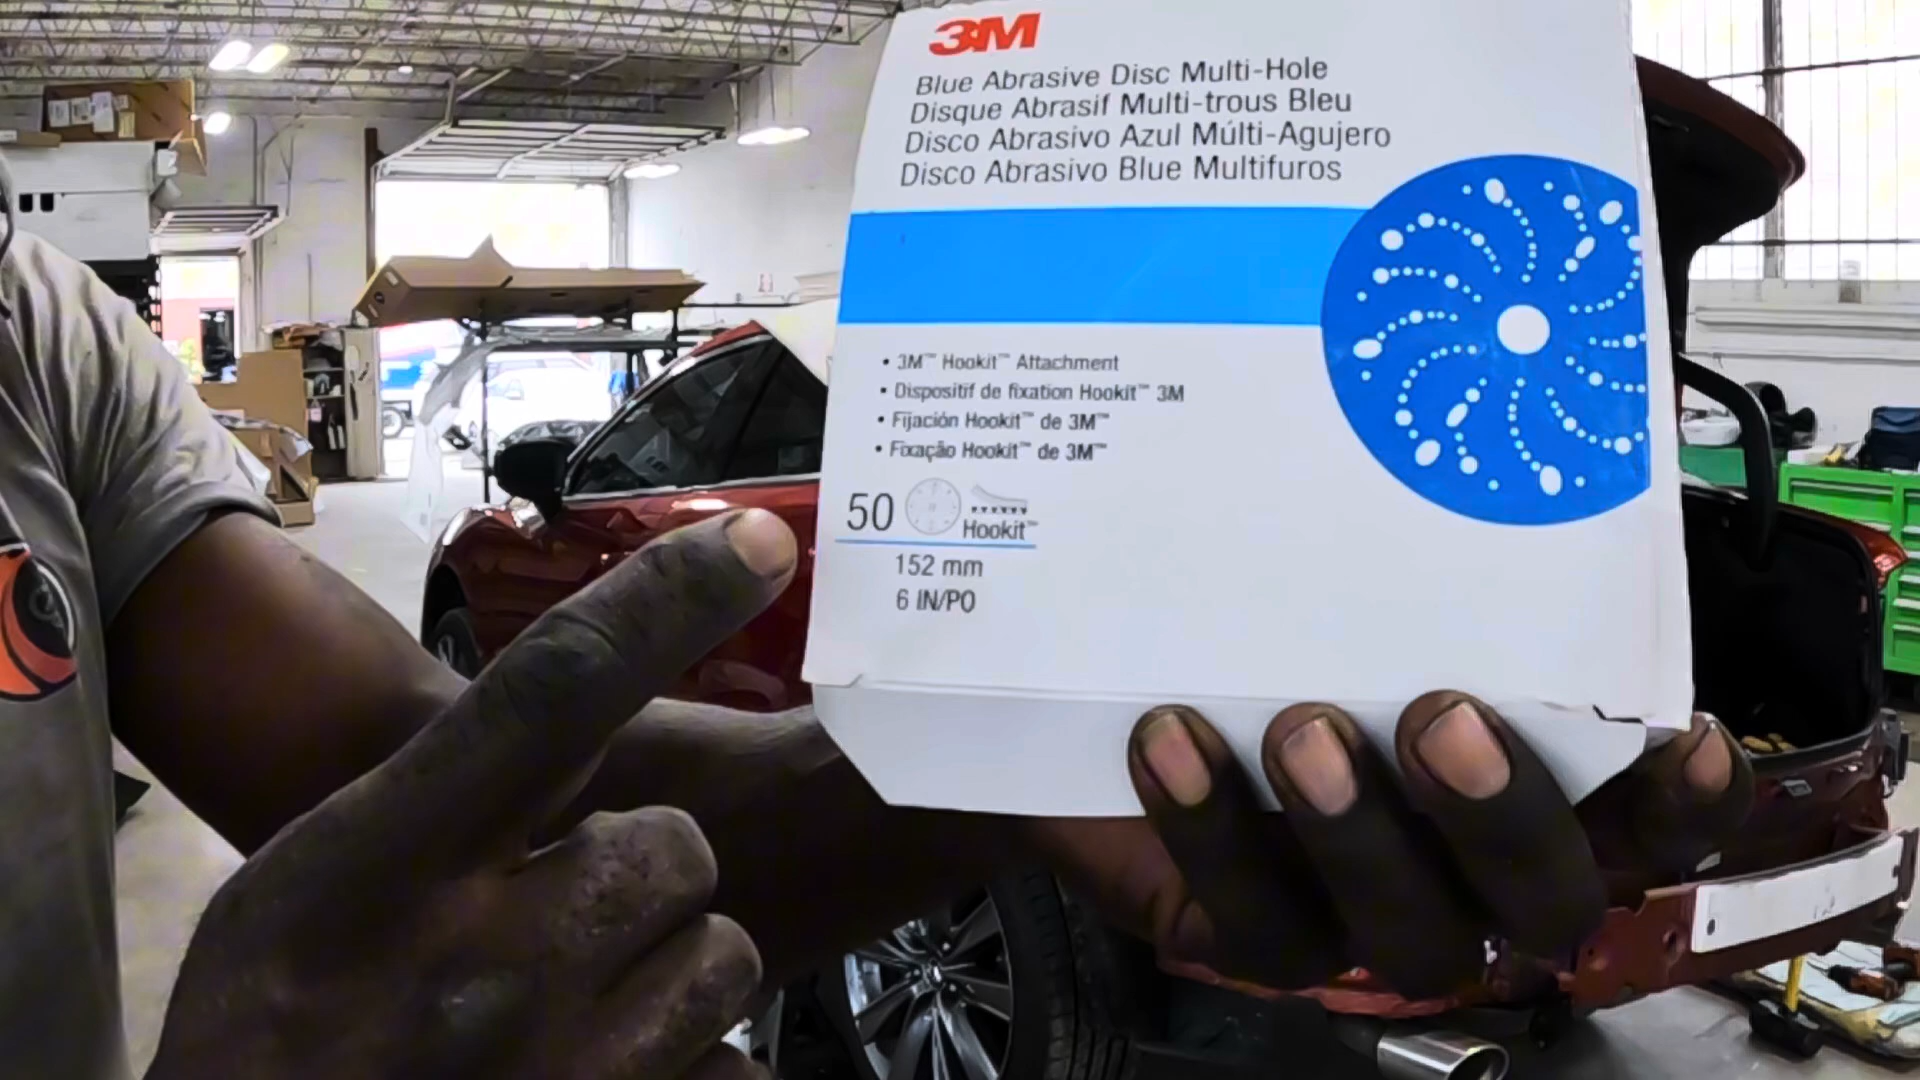 3M
Blue Abrasive Disc Multi-Hole
Disque Abrasif Multi-trous Bleu
Disco Abrasivo Azul Múlti-Agujero
Disco Abrasivo Blue Multifuros
• 3M™ Hookit™ Attachment
• Dispositif de fixation Hookit™ 3M
• Fijación Hookit™ de 3M™
• Fixação Hookit™ de 3M™
50
Hookit™
152 mm
6 IN/PO